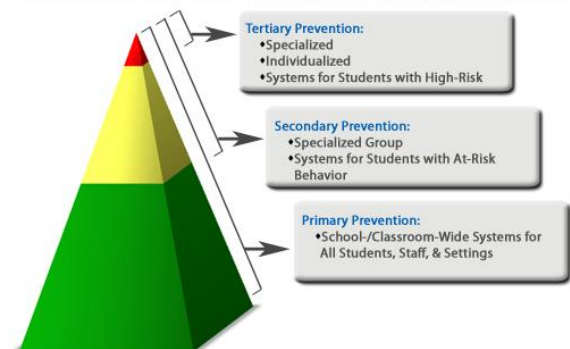 Tertiary Prevention:
♦Specialized
♦Individualized
♦Systems for Students with High-Risk
Secondary Prevention:
♦Specialized Group
♦Systems for Students with At-Risk
Behavior
Primary Prevention:
♦School-/Classroom-Wide Systems for
All Students, Staff, & Settings